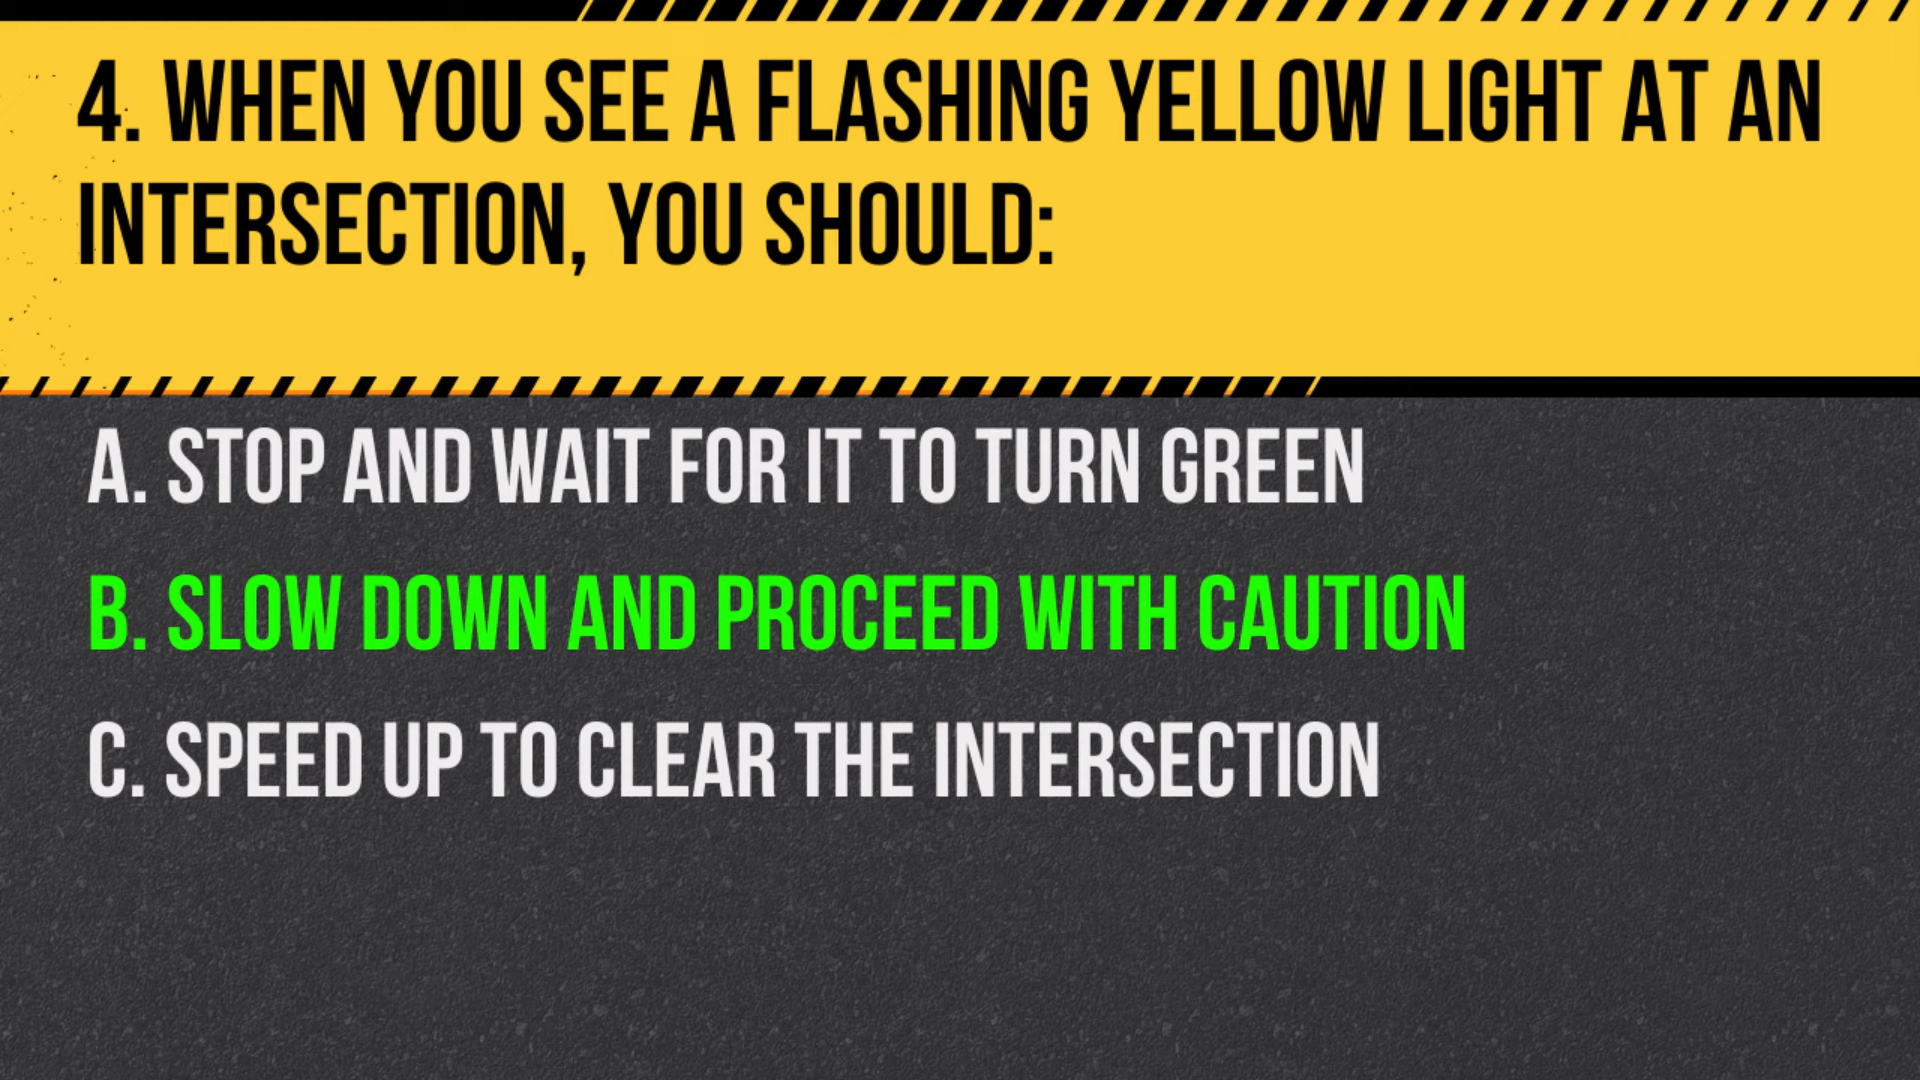 4. WHEN YOU SEE A FLASHING YELLOW LIGHT AT AN
INTERSECTION, YOU SHOULD:
A. STOP AND WAIT FOR IT TO TURN GREEN
B. SLOW DOWN AND PROCEED WITH CAUTION
C. SPEED UP TO CLEAR THE INTERSECTION